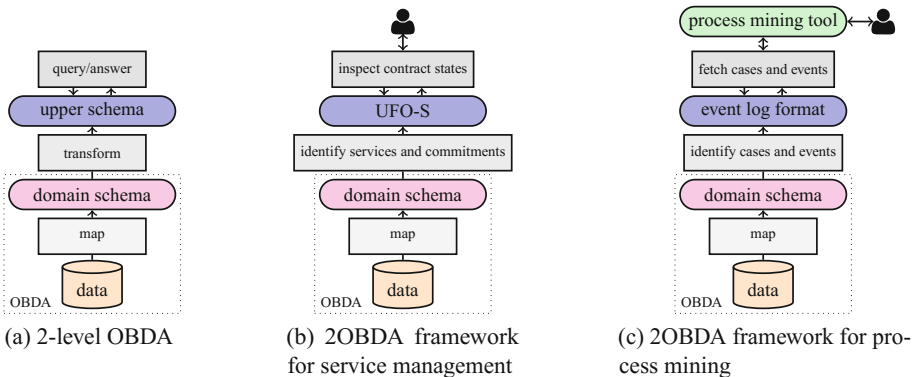 query/answer
upper schema
transform
domain schema
map
data
OBDA
(a) 2-level OBDA
inspect contract states
UFO-S
identify services and commitments
domain schema
map
data
OBDA
(b) 2OBDA framework
for service management
process mining tool
fetch cases and events
event log format
identify cases and events
domain schema
map
data
OBDA
(c) 2OBDA framework for pro-
cess mining